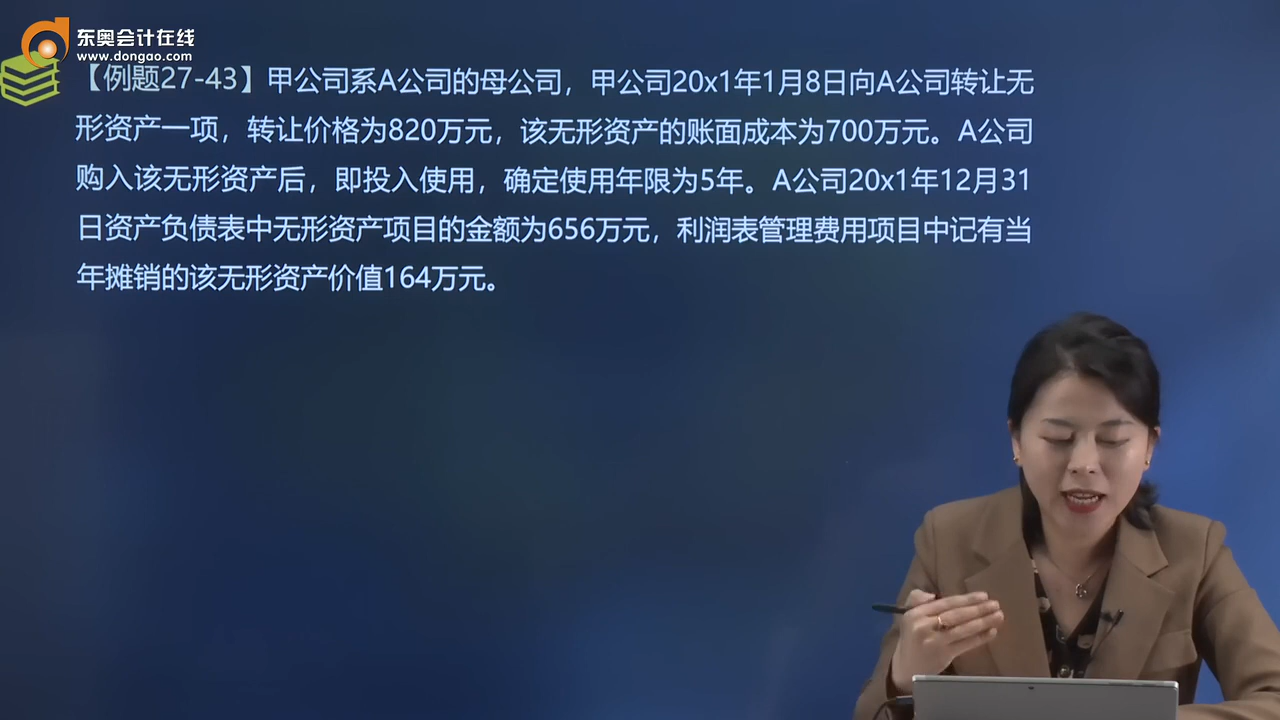 东奥会计在线
www.dongao.com
【例题27-43】甲公司系A公司的母公司，甲公司20x1年1月8日向A公司转让无
形资产一项，转让价格为820万元，该无形资产的账面成本为700万元。A公司
购入该无形资产后，即投入使用，确定使用年限为5年。A公司20x1年12月31
日资产负债表中无形资产项目的金额为656万元，利润表管理费用项目中记有当
年摊销的该无形资产价值164万元。